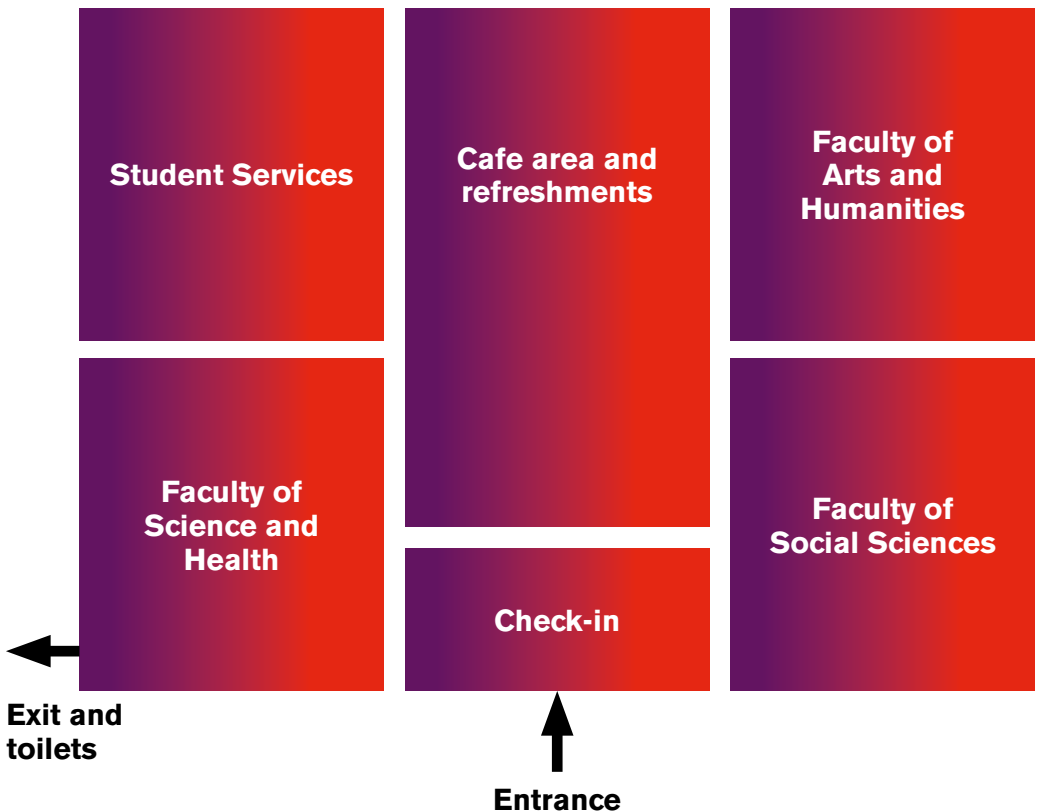 Student Services
Cafe area and
refreshments
Faculty of
Arts and
Humanities
Faculty of
Science and
Health
Check-in
Faculty of
Social Sciences
Exit and
toilets
Entrance